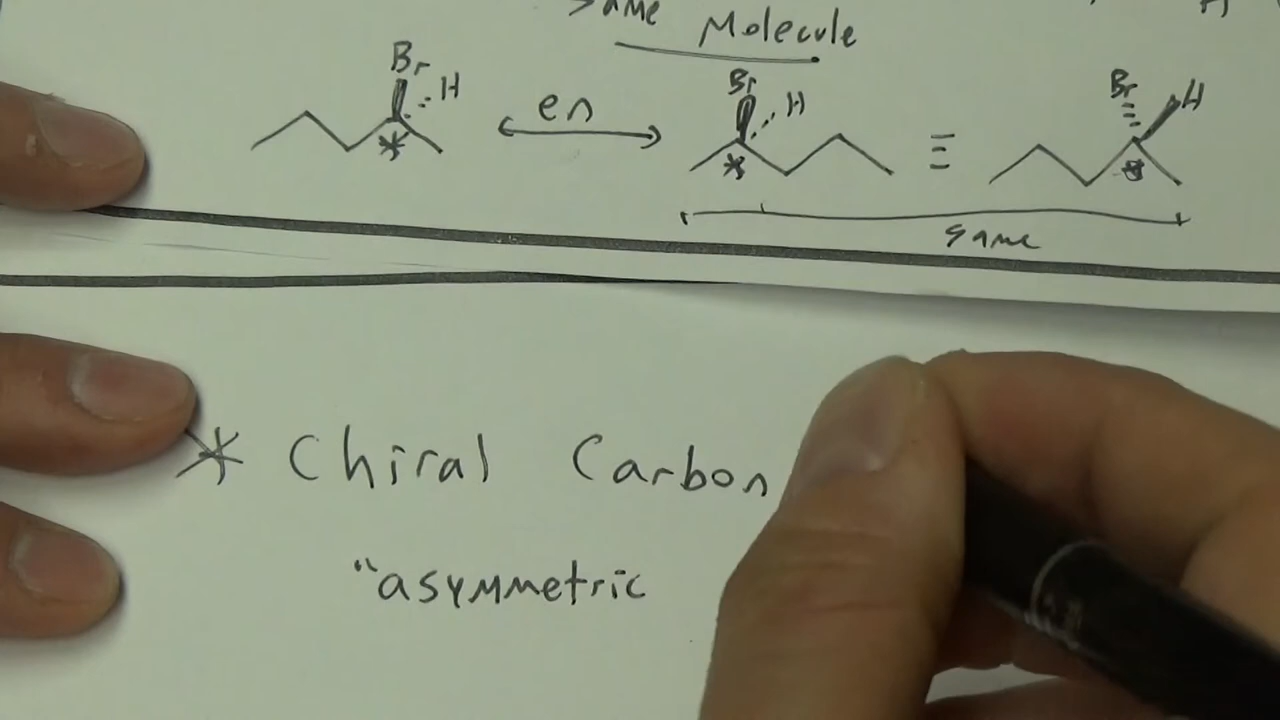 same
Molecule
H
Br H
en
Br H
≡
Br H
*
*
*
same
* Chiral Carbon
"asymmetric